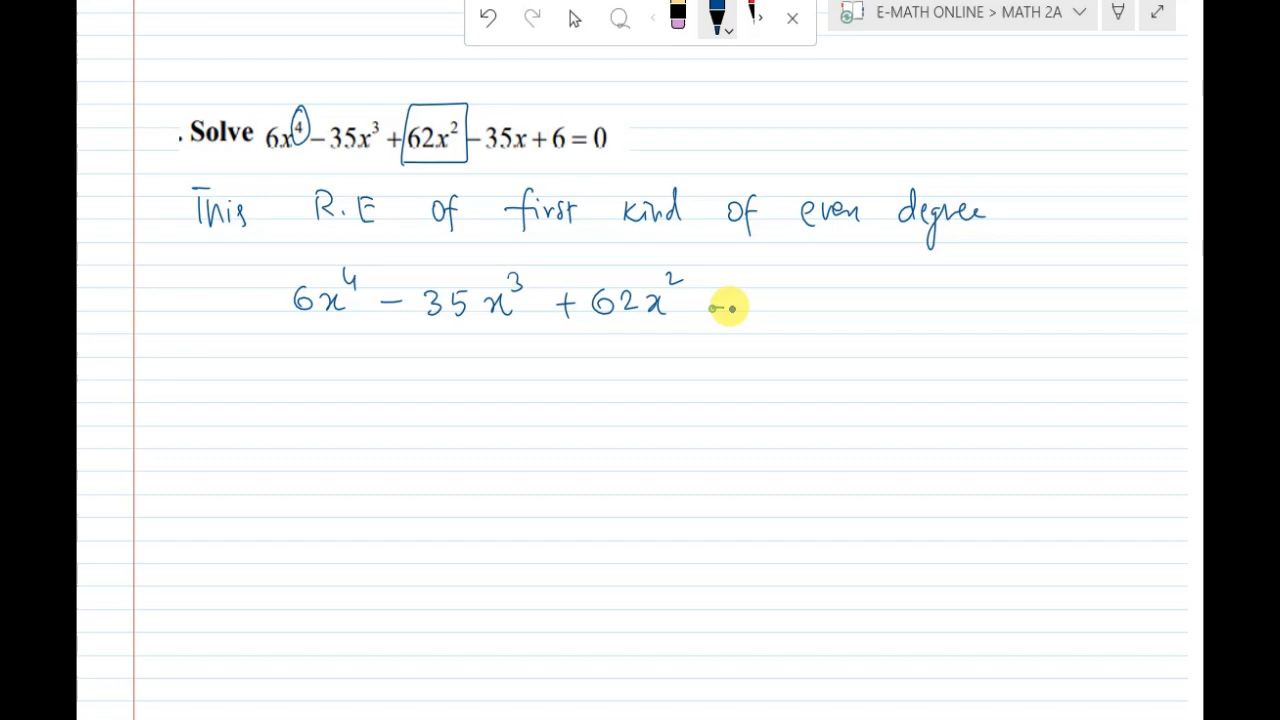 E-MATH ONLINE > MATH 2A
. Solve 6x⁴ – 35x³ + 62x² – 35x + 6 = 0
This R.E of first kind of even degree
6x⁴ – 35x³ + 62x² –